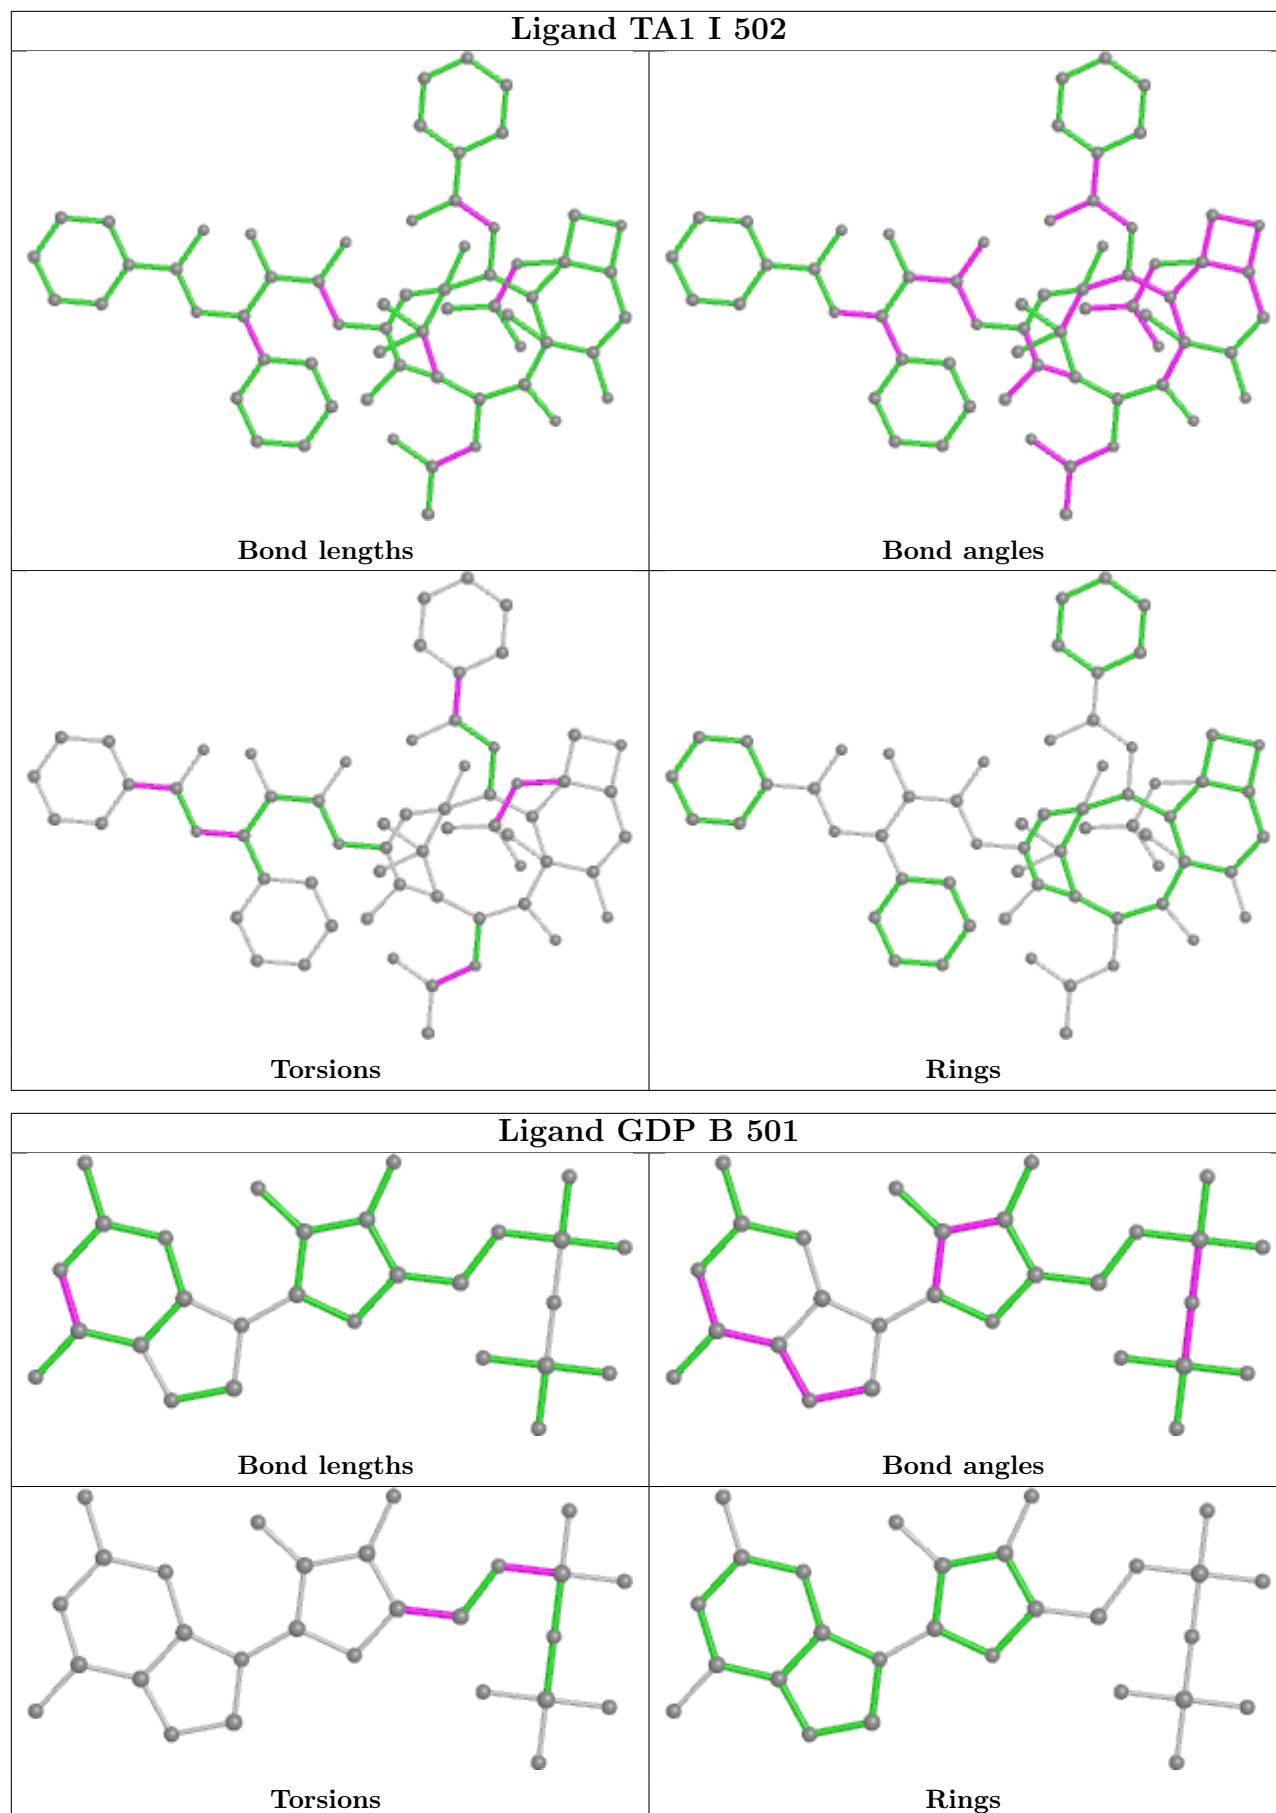 Ligand TA1 I 502
Bond lengths
Bond angles
Torsions
Rings
Ligand GDP B 501
Bond lengths
Bond angles
Torsions
Rings